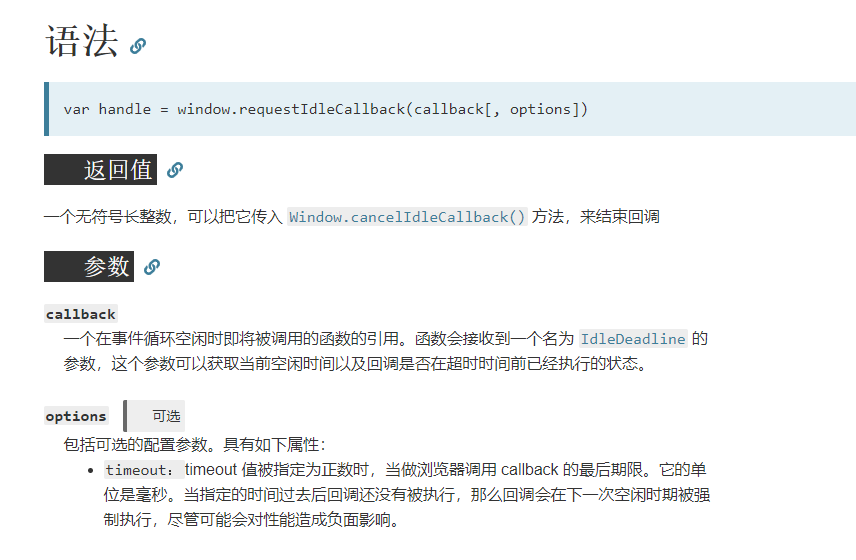 语法
var handle = window.requestIdleCallback(callback[, options])
返回值
一个无符号长整数，可以把它传入 Window.cancelIdleCallback() 方法，来结束回调
参数
callback
一个在事件循环空闲时即将被调用的函数的引用。函数会接收到一个名为 IdleDeadline 的
参数，这个参数可以获取当前空闲时间以及回调是否在超时时间前已经执行的状态。
options 可选
包括可选的配置参数。具有如下属性：
• timeout：timeout 值被指定为正数时，当做浏览器调用 callback 的最后期限。它的单
位是毫秒。当指定的时间过去后回调还没有被执行，那么回调会在下一次空闲时期被强
制执行，尽管可能会对性能造成负面影响。